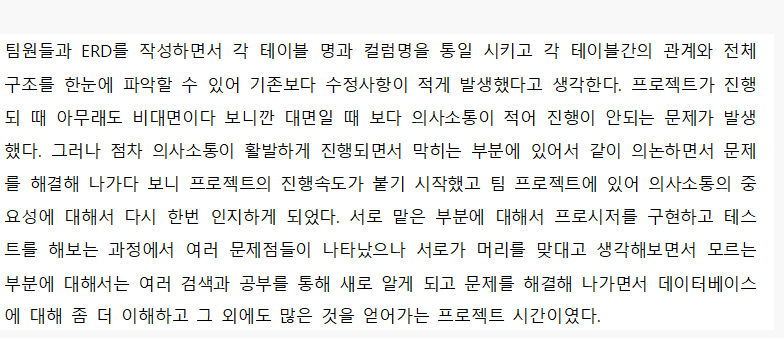 팀원들과 ERD를 작성하면서 각 테이블 명과 컬럼명을 통일 시키고 각 테이블간의 관계와 전체
구조를 한눈에 파악할 수 있어 기존보다 수정사항이 적게 발생했다고 생각한다. 프로젝트가 진행
되 때 아무래도 비대면이다 보니깐 대면일 때 보다 의사소통이 적어 진행이 안되는 문제가 발생
했다. 그러나 점차 의사소통이 활발하게 진행되면서 막히는 부분에 있어서 같이 의논하면서 문제
를 해결해 나가다 보니 프로젝트의 진행속도가 붙기 시작했고 팀 프로젝트에 있어 의사소통의 중
요성에 대해서 다시 한번 인지하게 되었다. 서로 맡은 부분에 대해서 프로시저를 구현하고 테스
트를 해보는 과정에서 여러 문제점들이 나타났으나 서로가 머리를 맞대고 생각해보면서 모르는
부분에 대해서는 여러 검색과 공부를 통해 새로 알게 되고 문제를 해결해 나가면서 데이터베이스
에 대해 좀 더 이해하고 그 외에도 많은 것을 얻어가는 프로젝트 시간이였다.